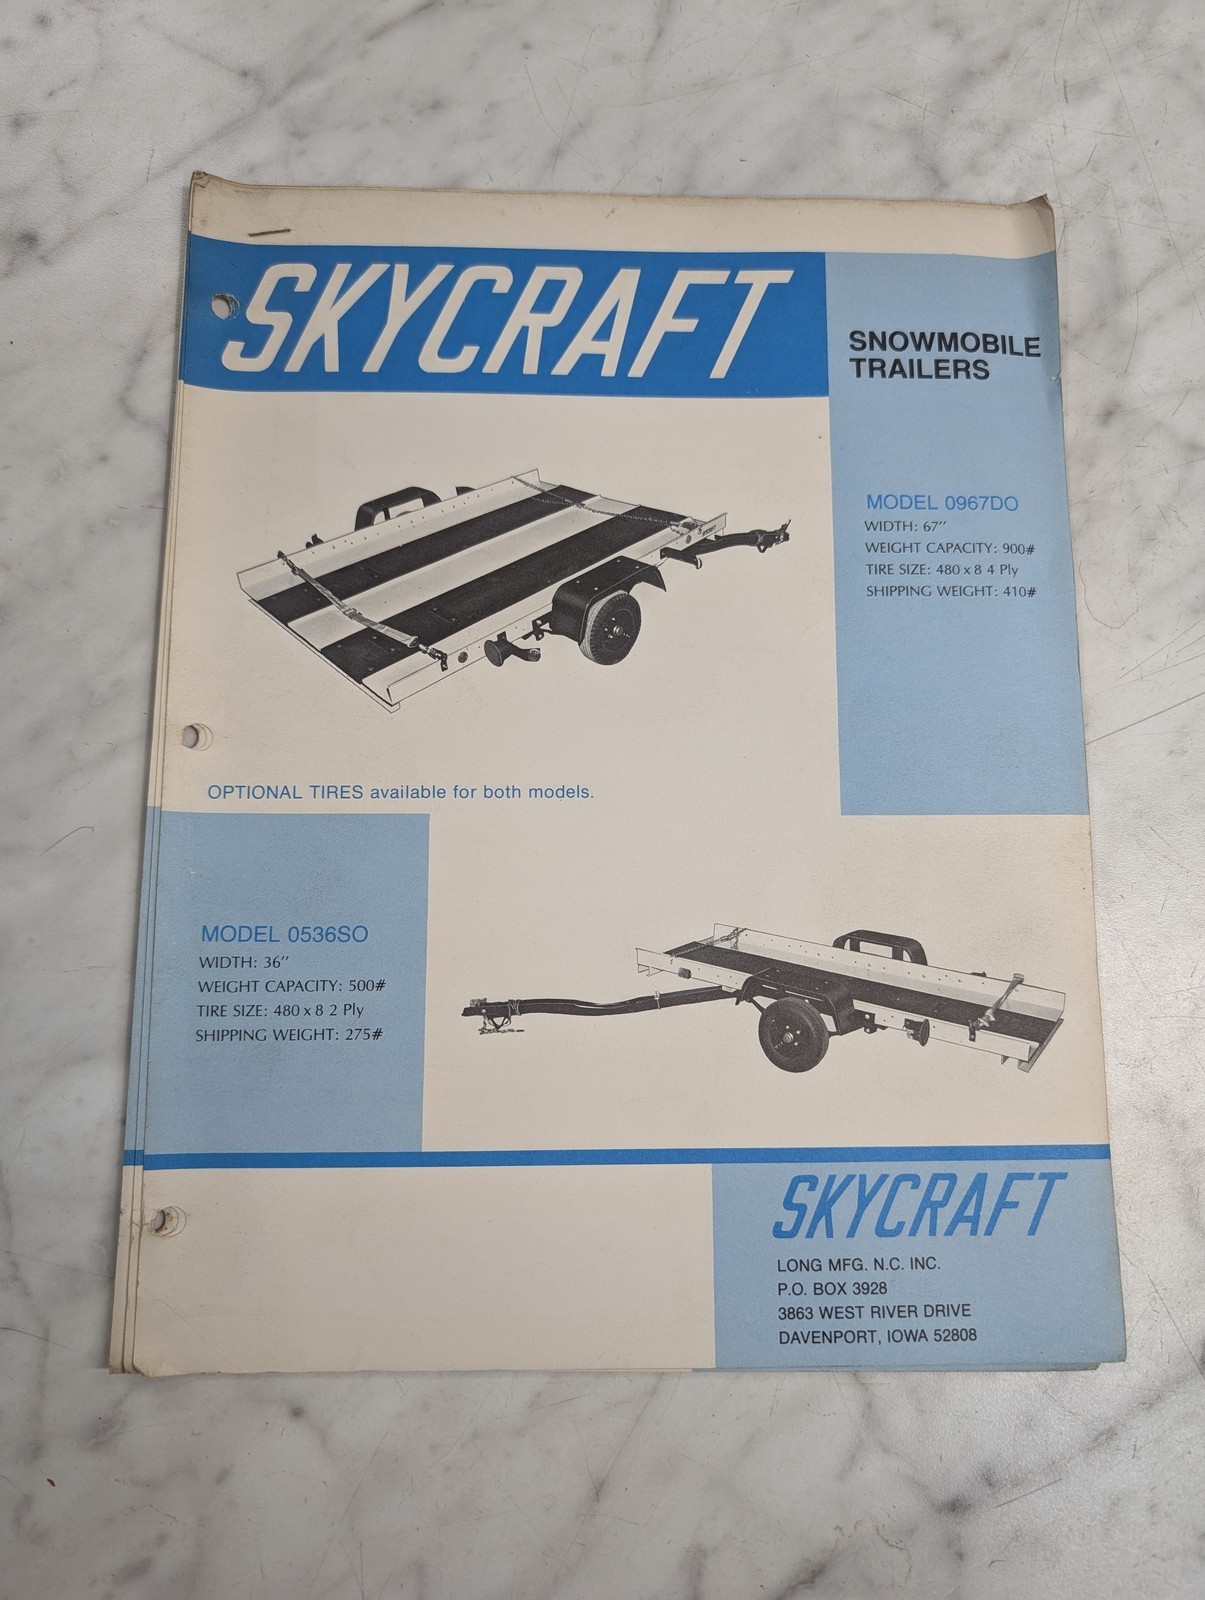 SKYCRAFT
SNOWMOBILE
TRAILERS
MODEL 0967DO
WIDTH: 67"
WEIGHT CAPACITY: 900#
TIRE SIZE: 480 x 8 4 Ply
SHIPPING WEIGHT: 410#
OPTIONAL TIRES available for both models.
MODEL 0536SO
WIDTH: 36"
WEIGHT CAPACITY: 500#
TIRE SIZE: 480 x 8 2 Ply
SHIPPING WEIGHT: 275#
SKYCRAFT
LONG MFG. N.C. INC.
P.O. BOX 3928
3863 WEST RIVER DRIVE
DAVENPORT, IOWA 52808